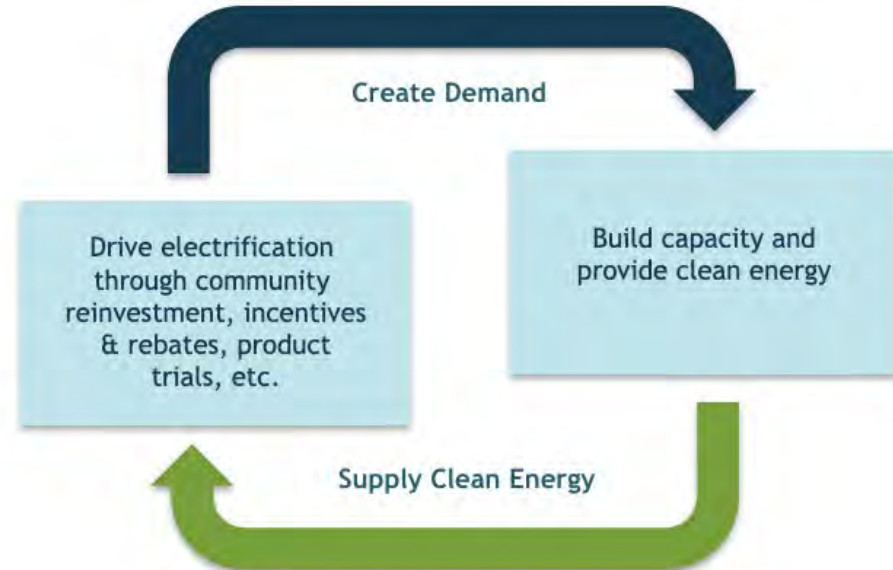 Create Demand
Drive electrification
through community
reinvestment, incentives
& rebates, product
trials, etc.
Build capacity and
provide clean energy
Supply Clean Energy